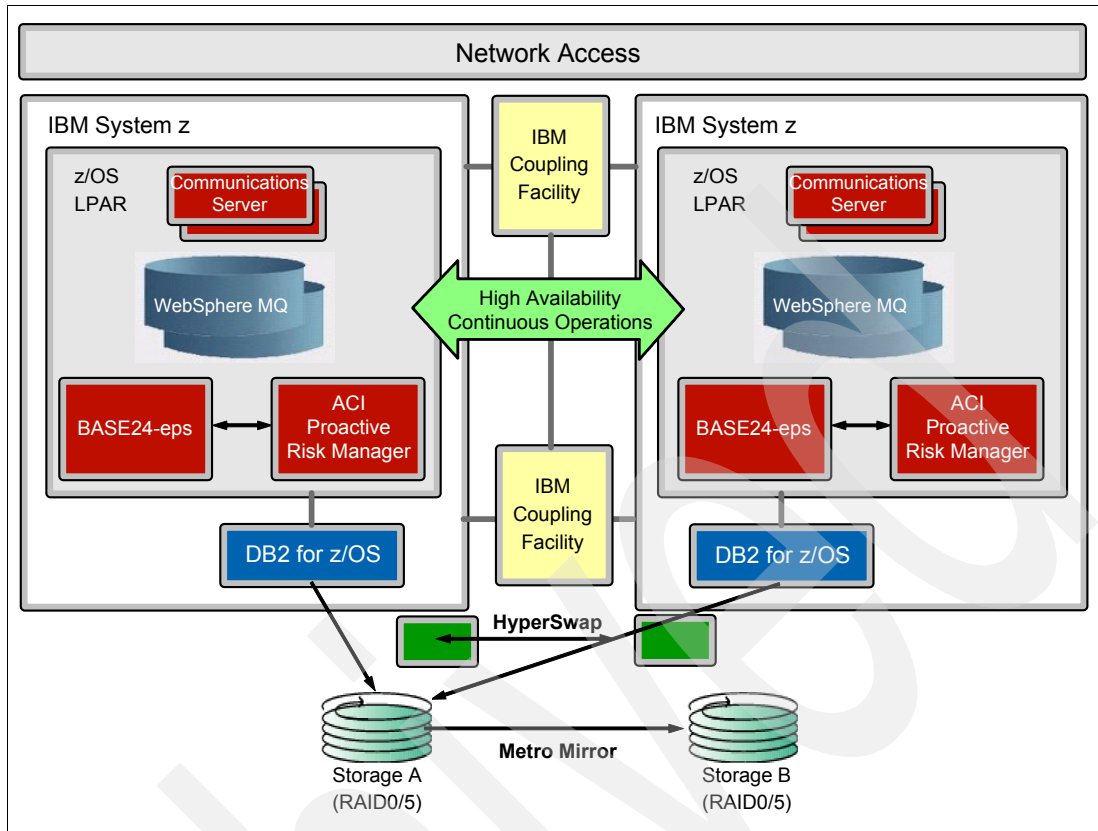 Network Access
IBM System z
z/OS
LPAR
Communications
Server
WebSphere MQ
BASE24-eps
ACI
Proactive
Risk Manager
DB2 for z/OS
IBM
Coupling
Facility
High Availability
Continuous Operations
IBM
Coupling
Facility
IBM System z
z/OS
LPAR
Communications
Server
WebSphere MQ
BASE24-eps
ACI
Proactive
Risk Manager
DB2 for z/OS
HyperSwap
Metro Mirror
Storage A
(RAID0/5)
Storage B
(RAID0/5)